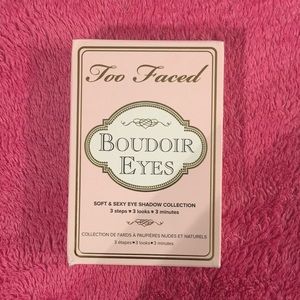 Too Faced
BOUDOIR
EYES
SOFT & SEXY EYE SHADOW COLLECTION
3 steps ♥ 3 looks ♥ 3 minutes
COLLECTION DE FARDS À PAUPIÈRES NUDES ET NATURELS
3 étapes ♥ 3 looks ♥ 3 minutes